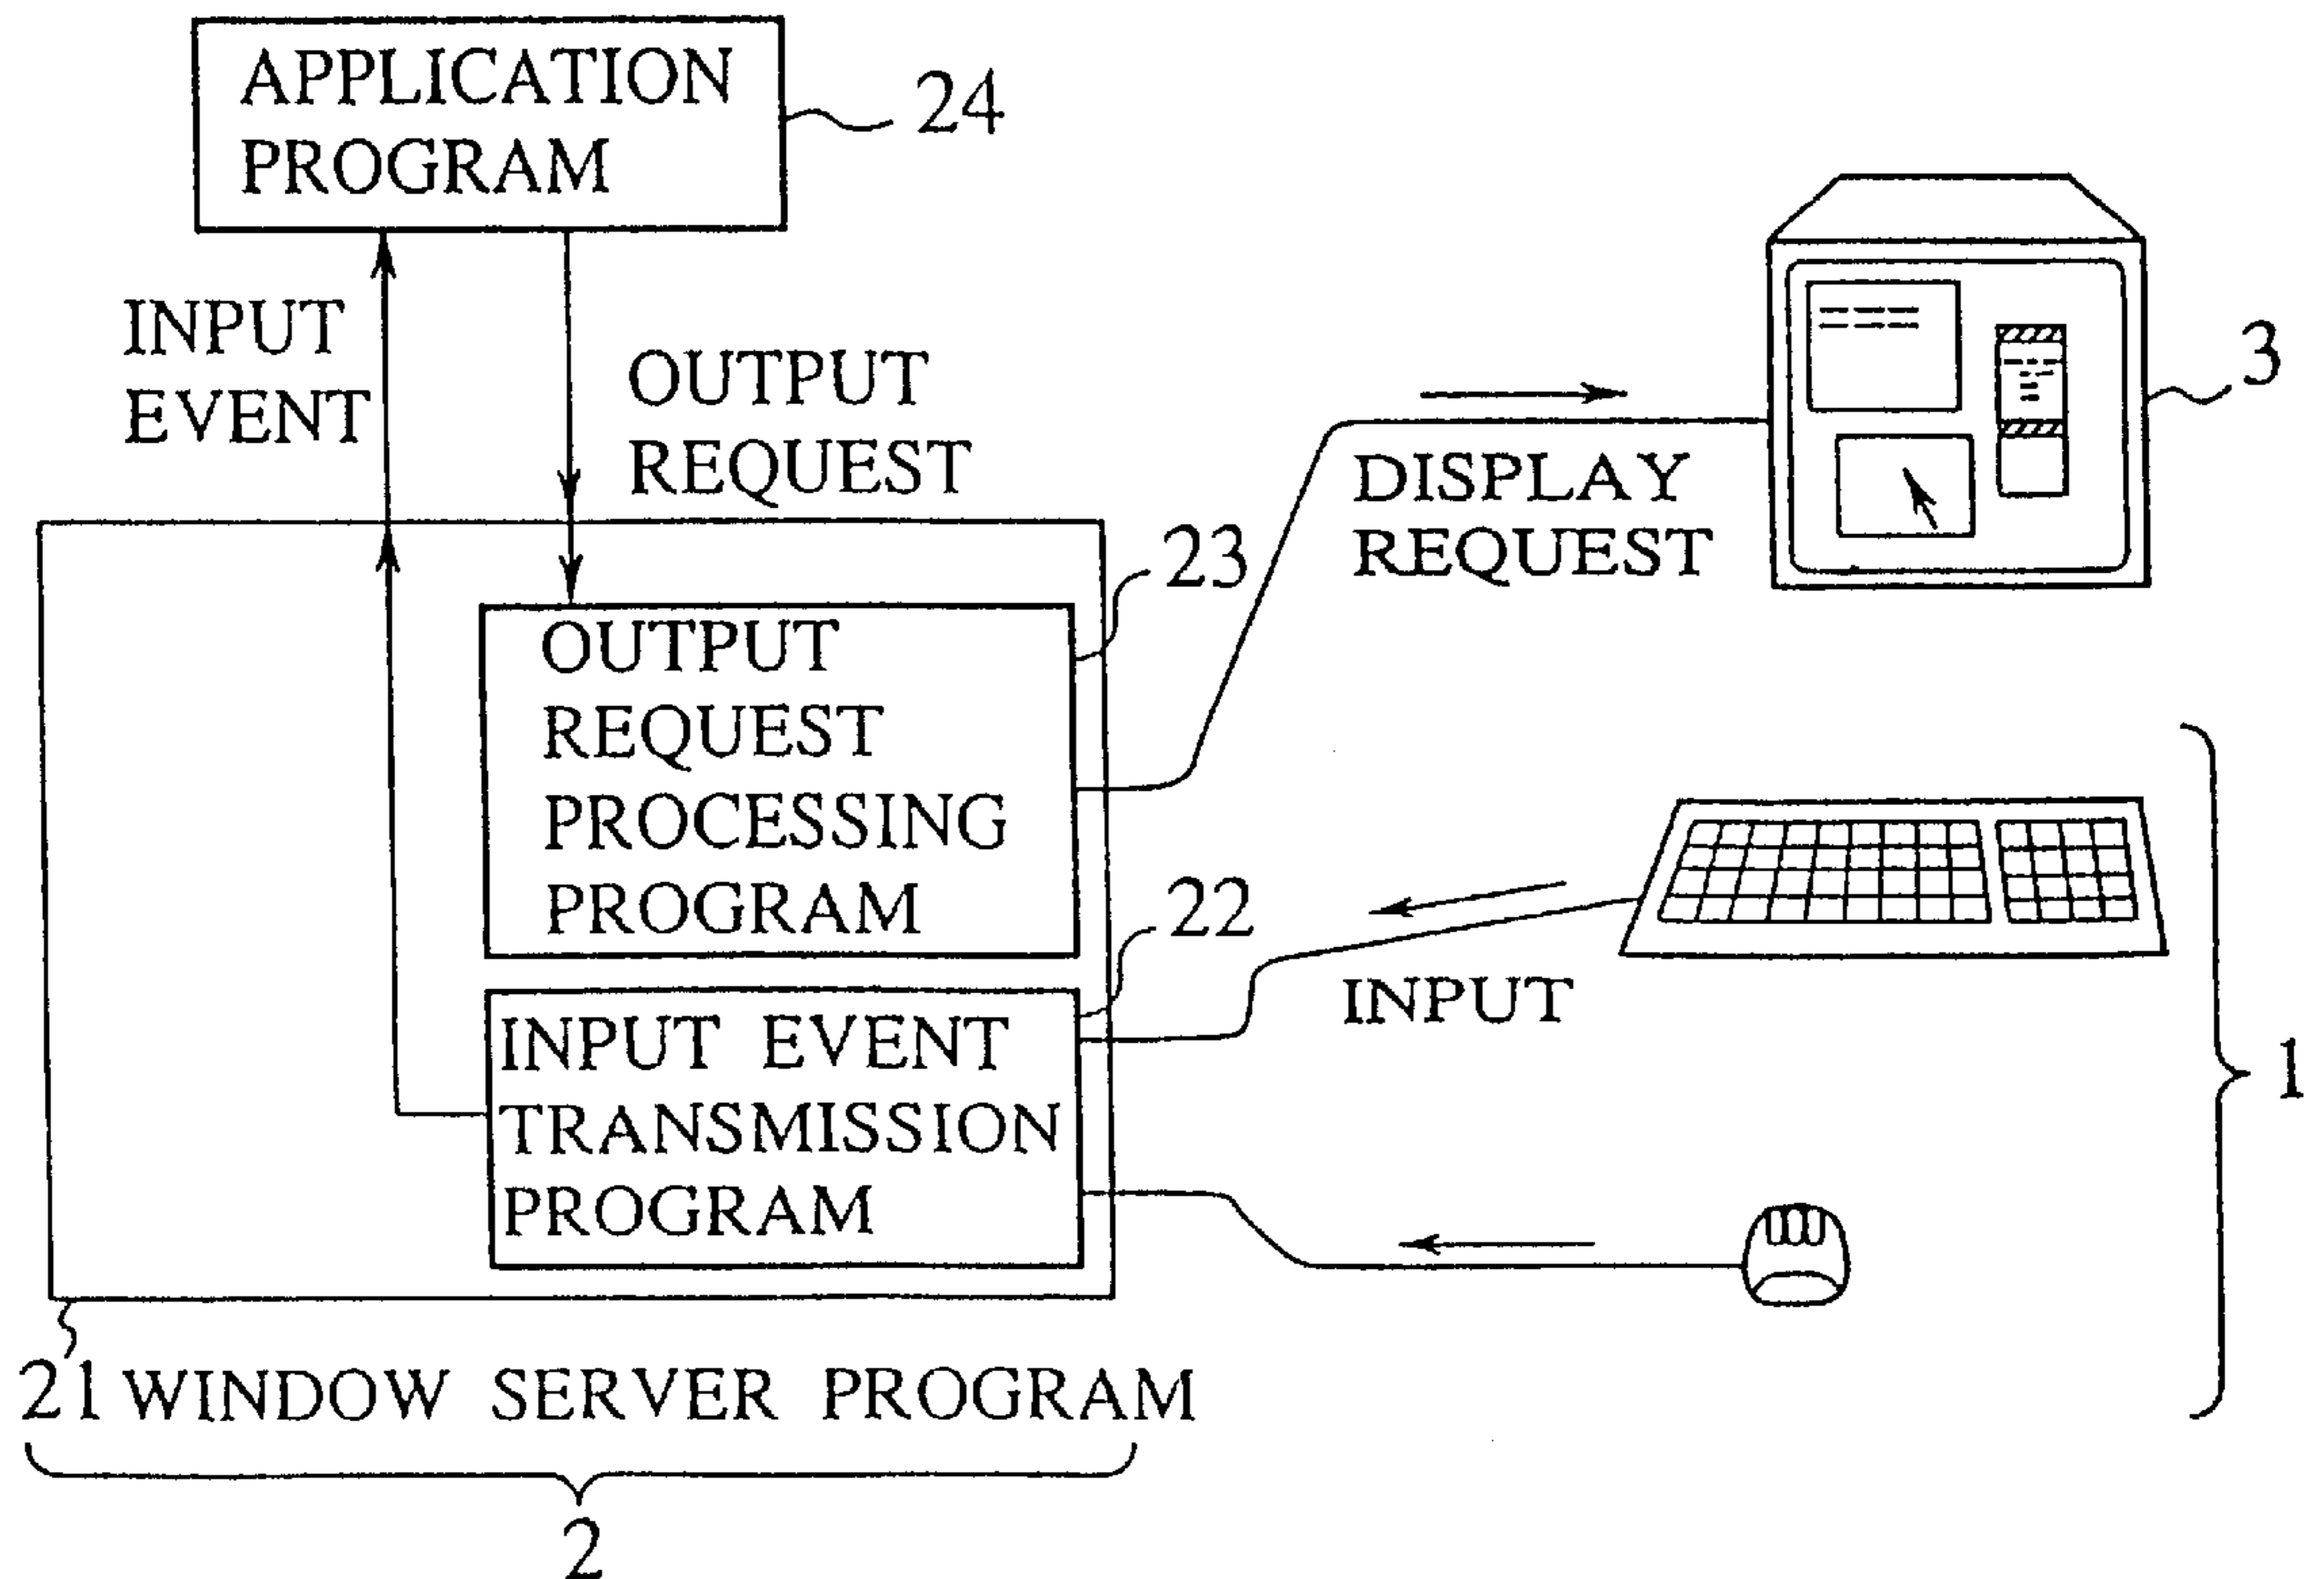 APPLICATION
PROGRAM
24
INPUT
EVENT
OUTPUT
REQUEST
DISPLAY
REQUEST
3
23
OUTPUT
REQUEST
PROCESSING
PROGRAM
22
INPUT EVENT
TRANSMISSION
PROGRAM
INPUT
1
21 WINDOW SERVER PROGRAM
2